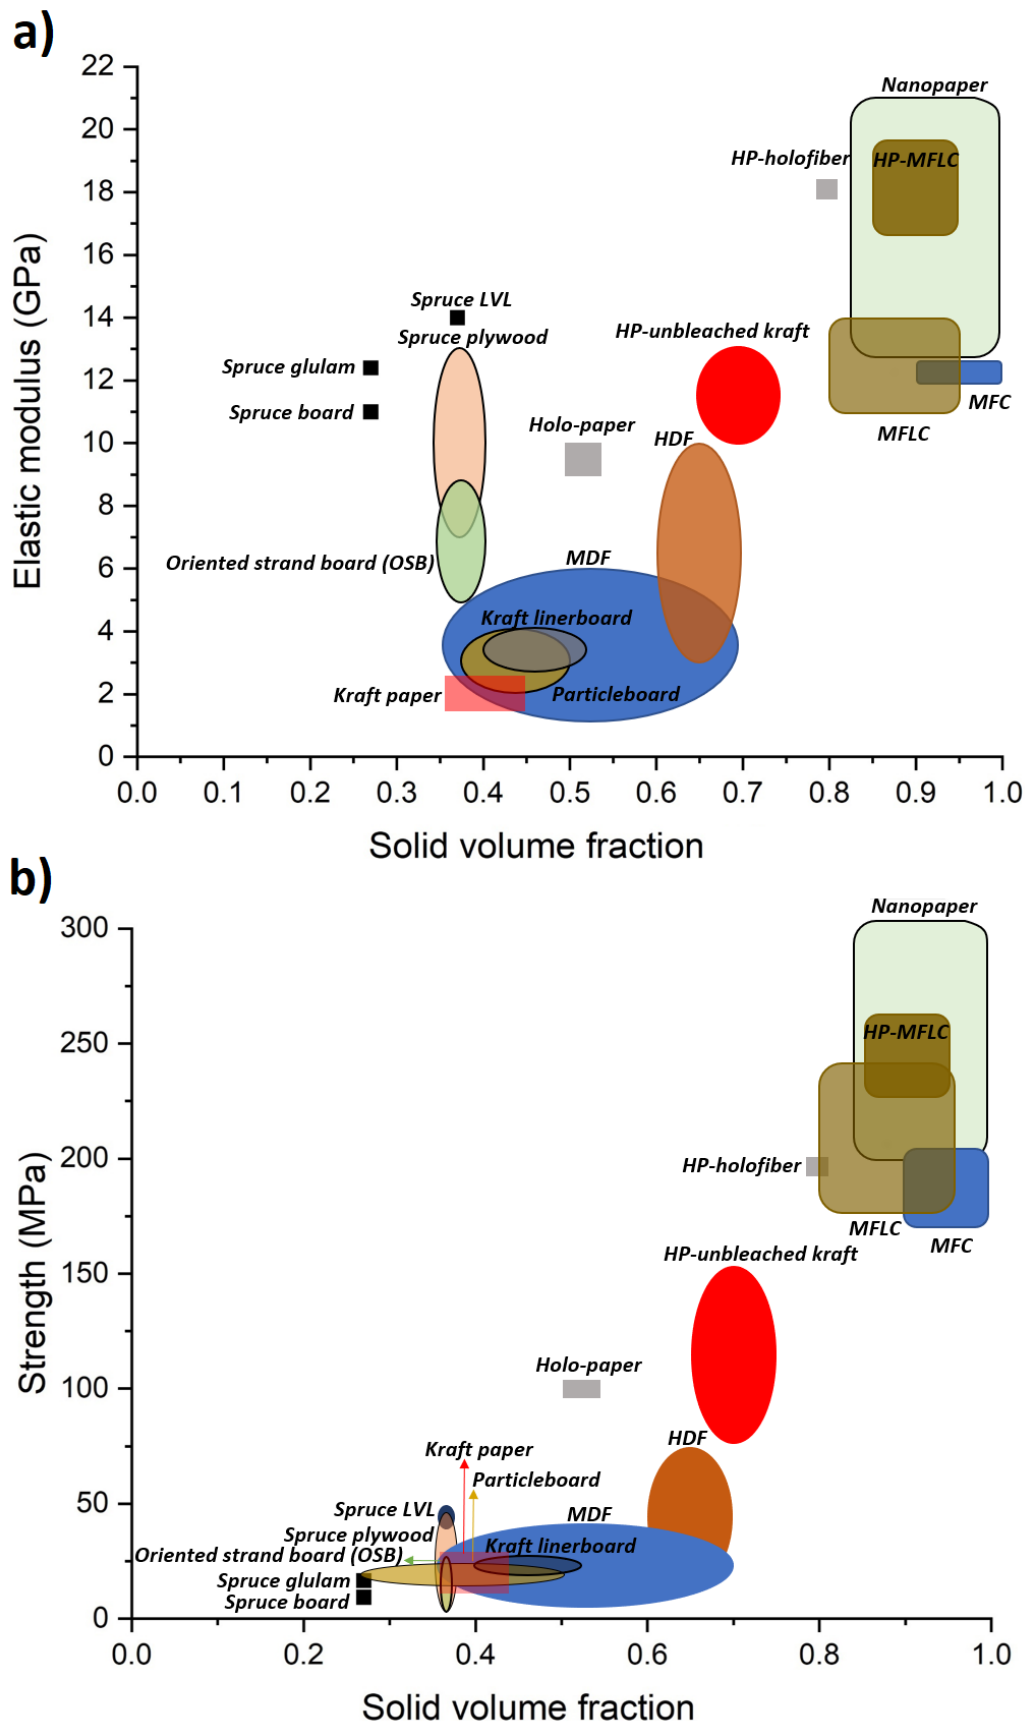 a)
22
Nanopaper
20
HP-holofiber
HP-MFLC
18
16
Spruce LVL
14
Spruce plywood
HP-unbleached kraft
Spruce glulam
12
MFC
Spruce board
Holo-paper
MFLC
HDF
10
8
Oriented strand board (OSB)
MDF
6
Kraft linerboard
4
Kraft paper
Particleboard
2
0
Elastic modulus (GPa)
0.0 0.1 0.2 0.3 0.4 0.5 0.6 0.7 0.8 0.9 1.0
Solid volume fraction
b)
Nanopaper
300
HP-MFLC
250
200
HP-holofiber
MFLC
MFC
HP-unbleached kraft
150
Holo-paper
100
HDF
Kraft paper
Particleboard
50
Spruce LVL
MDF
Spruce plywood
Kraft linerboard
Oriented strand board (OSB)
Spruce glulam
Spruce board
0
Strength (MPa)
0.0 0.2 0.4 0.6 0.8 1.0
Solid volume fraction